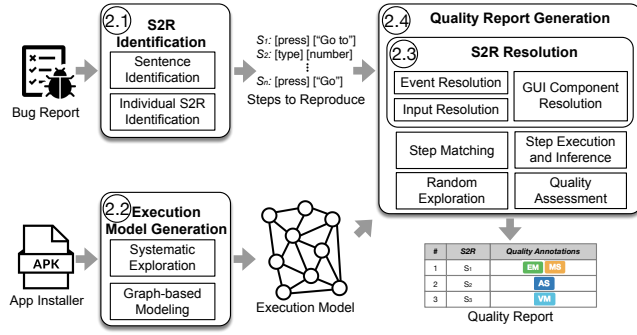 2.1
S2R
Identification
Sentence
Identification
Individual S2R
Identification
Bug Report
S₁: [press] ["Go to"]
S₂: [type] [number]
⋮
Sₙ: [press] ["Go"]
Steps to Reproduce
2.4
Quality Report Generation
2.3
S2R Resolution
Event Resolution
Input Resolution
GUI Component
Resolution
Step Matching
Step Execution
and Inference
Random
Exploration
Quality
Assessment
2.2
Execution
Model Generation
Systematic
Exploration
Graph-based
Modeling
APK
App Installer
Execution Model
# S2R Quality Annotations
1 S₁ EM MS
2 S₂ AS
3 S₃ VM
Quality Report